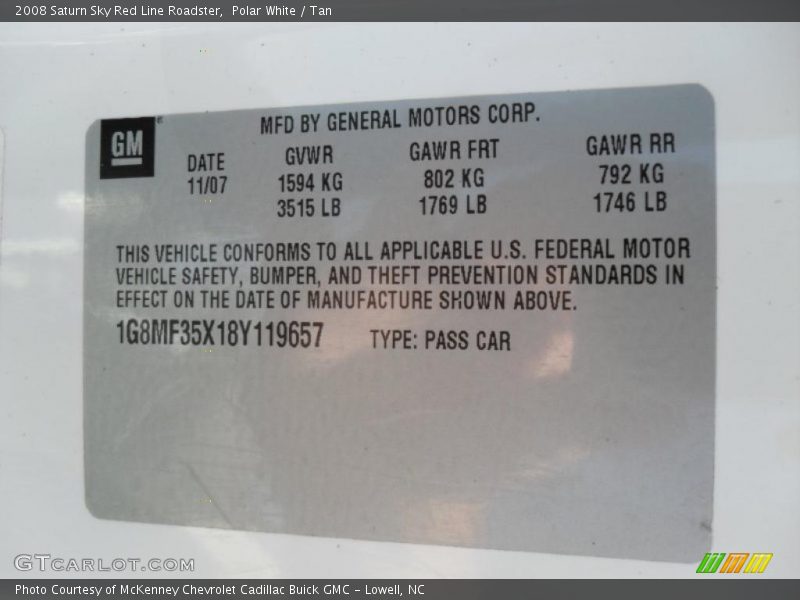 2008 Saturn Sky Red Line Roadster,  Polar White / Tan
GM
MFD BY GENERAL MOTORS CORP.
DATE GVWR GAWR FRT GAWR RR
11/07 1594 KG 802 KG 792 KG
3515 LB 1769 LB 1746 LB
THIS VEHICLE CONFORMS TO ALL APPLICABLE U.S. FEDERAL MOTOR
VEHICLE SAFETY, BUMPER, AND THEFT PREVENTION STANDARDS IN
EFFECT ON THE DATE OF MANUFACTURE SHOWN ABOVE.
1G8MF35X18Y119657 TYPE: PASS CAR
GTCARLOT.COM
Photo Courtesy of McKenney Chevrolet Cadillac Buick GMC - Lowell, NC